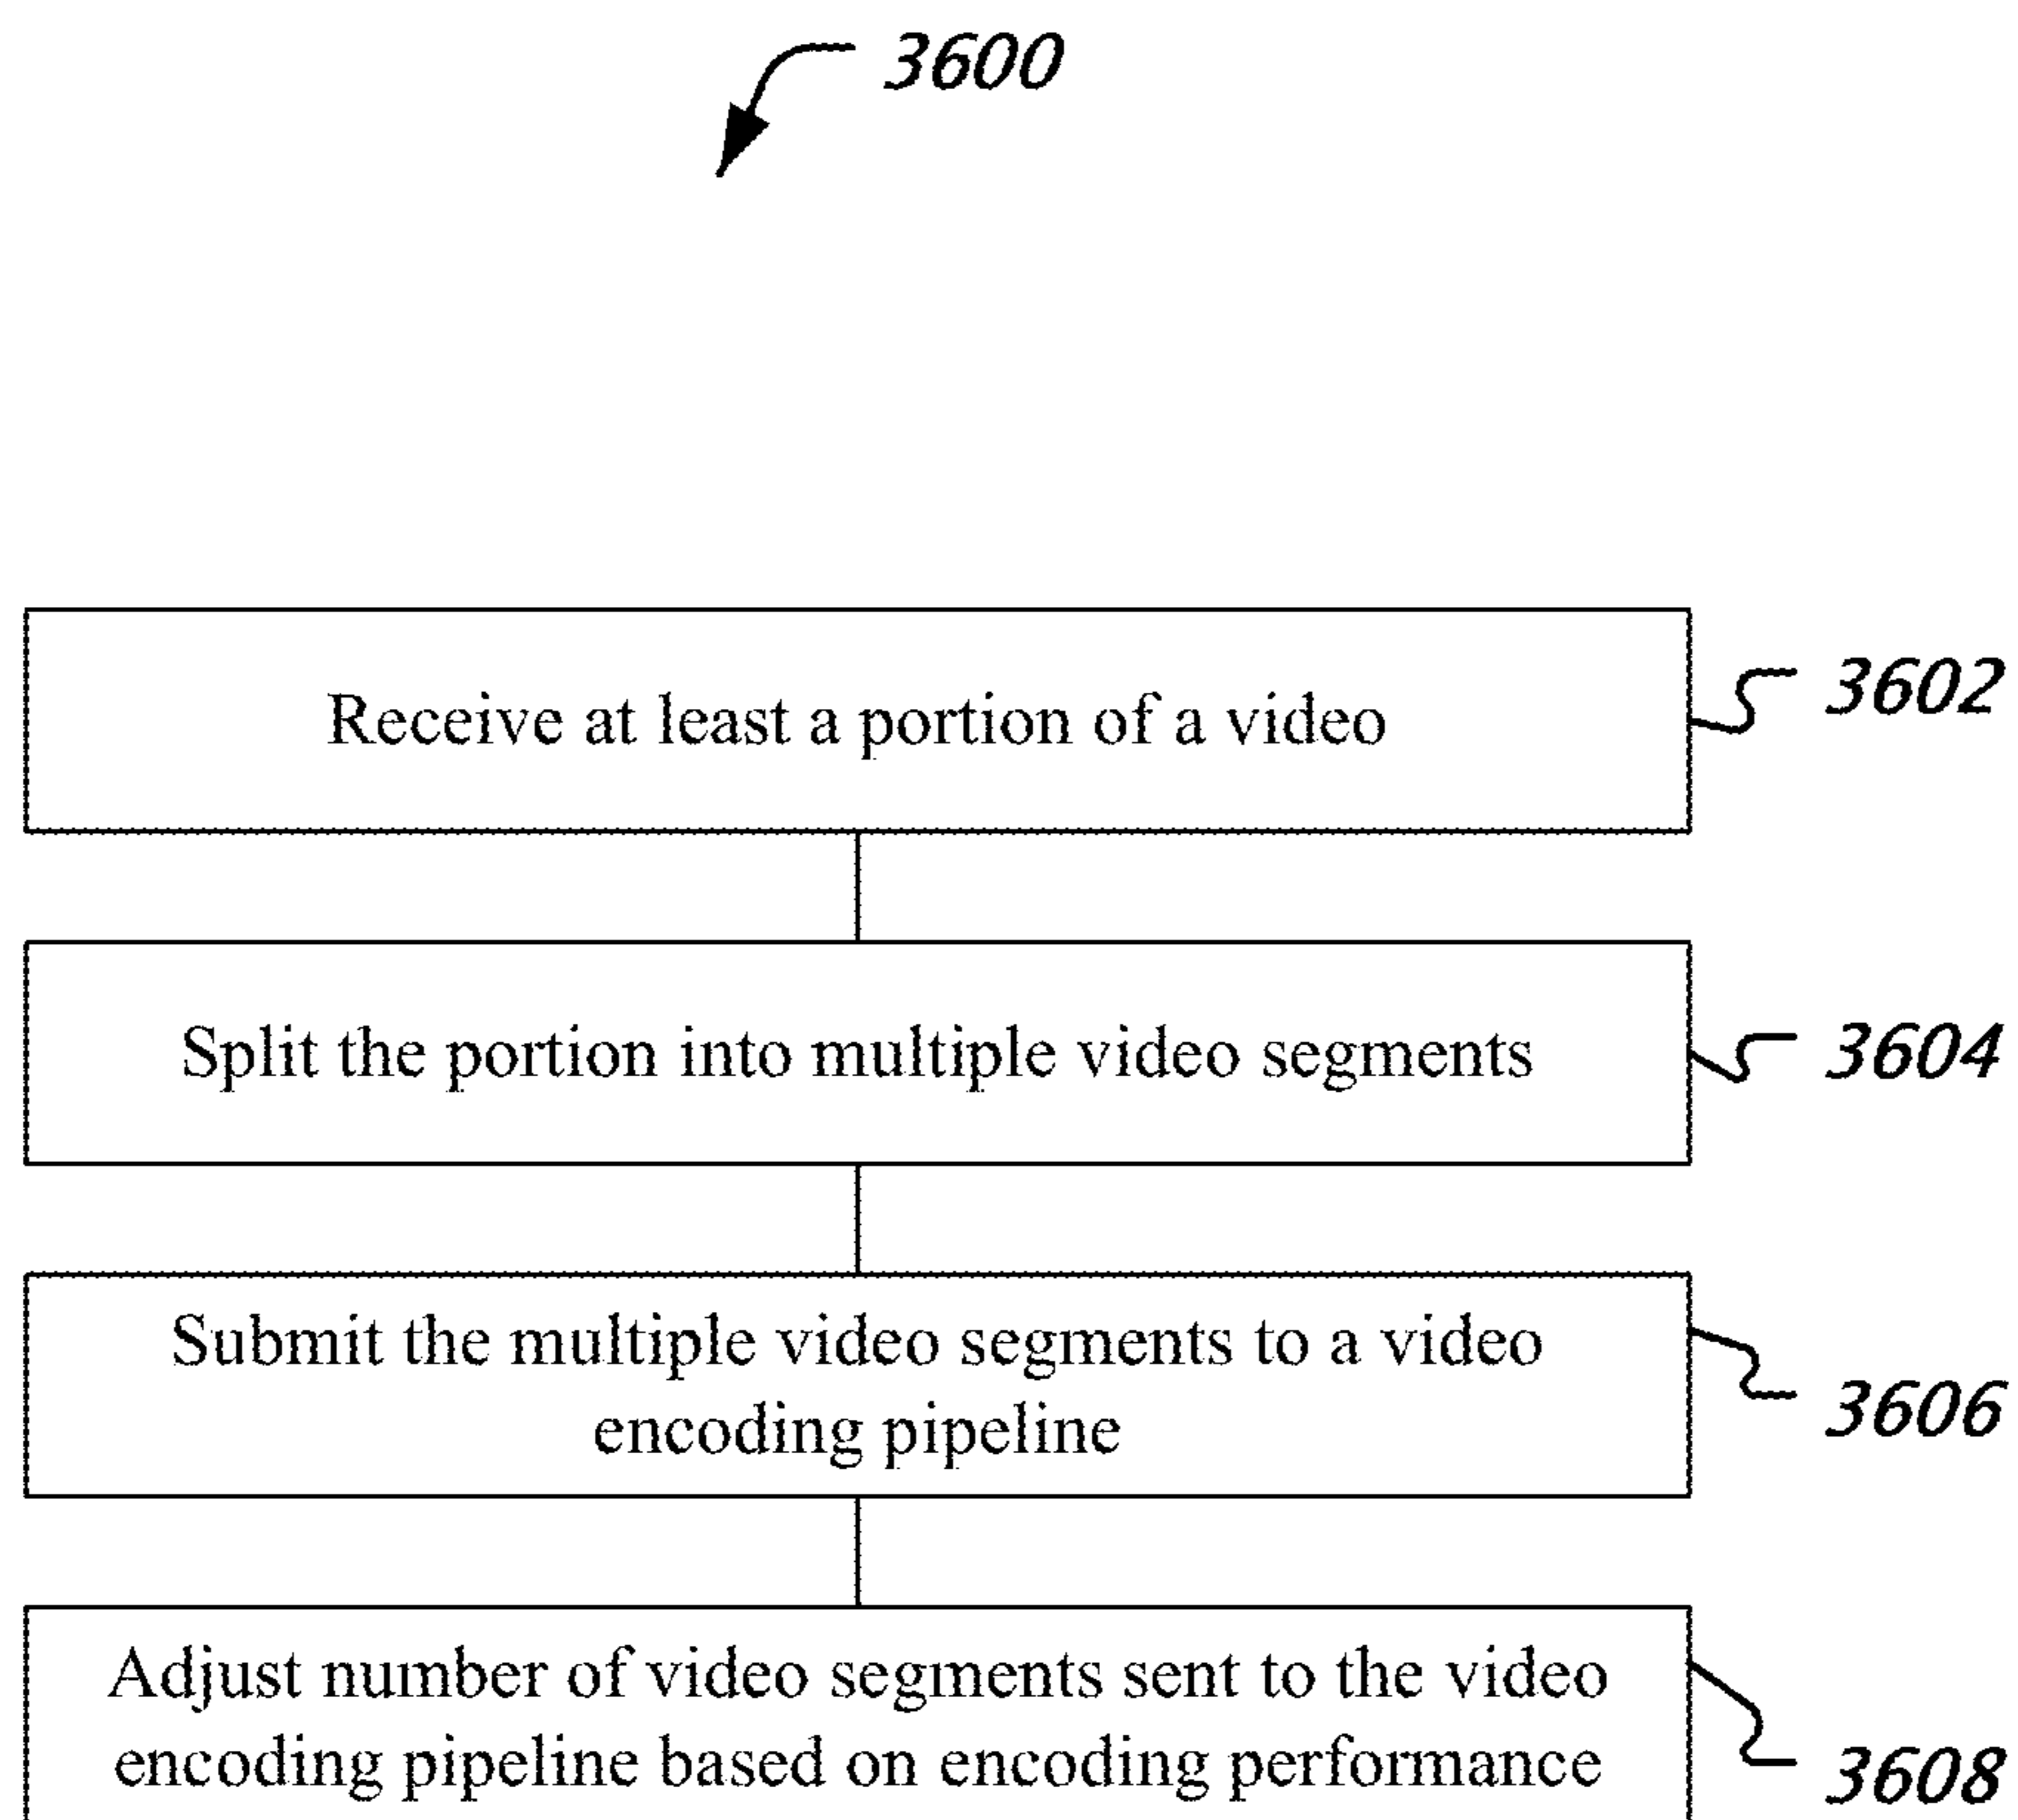 3600
Receive at least a portion of a video
3602
Split the portion into multiple video segments
3604
Submit the multiple video segments to a video
encoding pipeline
3606
Adjust number of video segments sent to the video
encoding pipeline based on encoding performance
3608